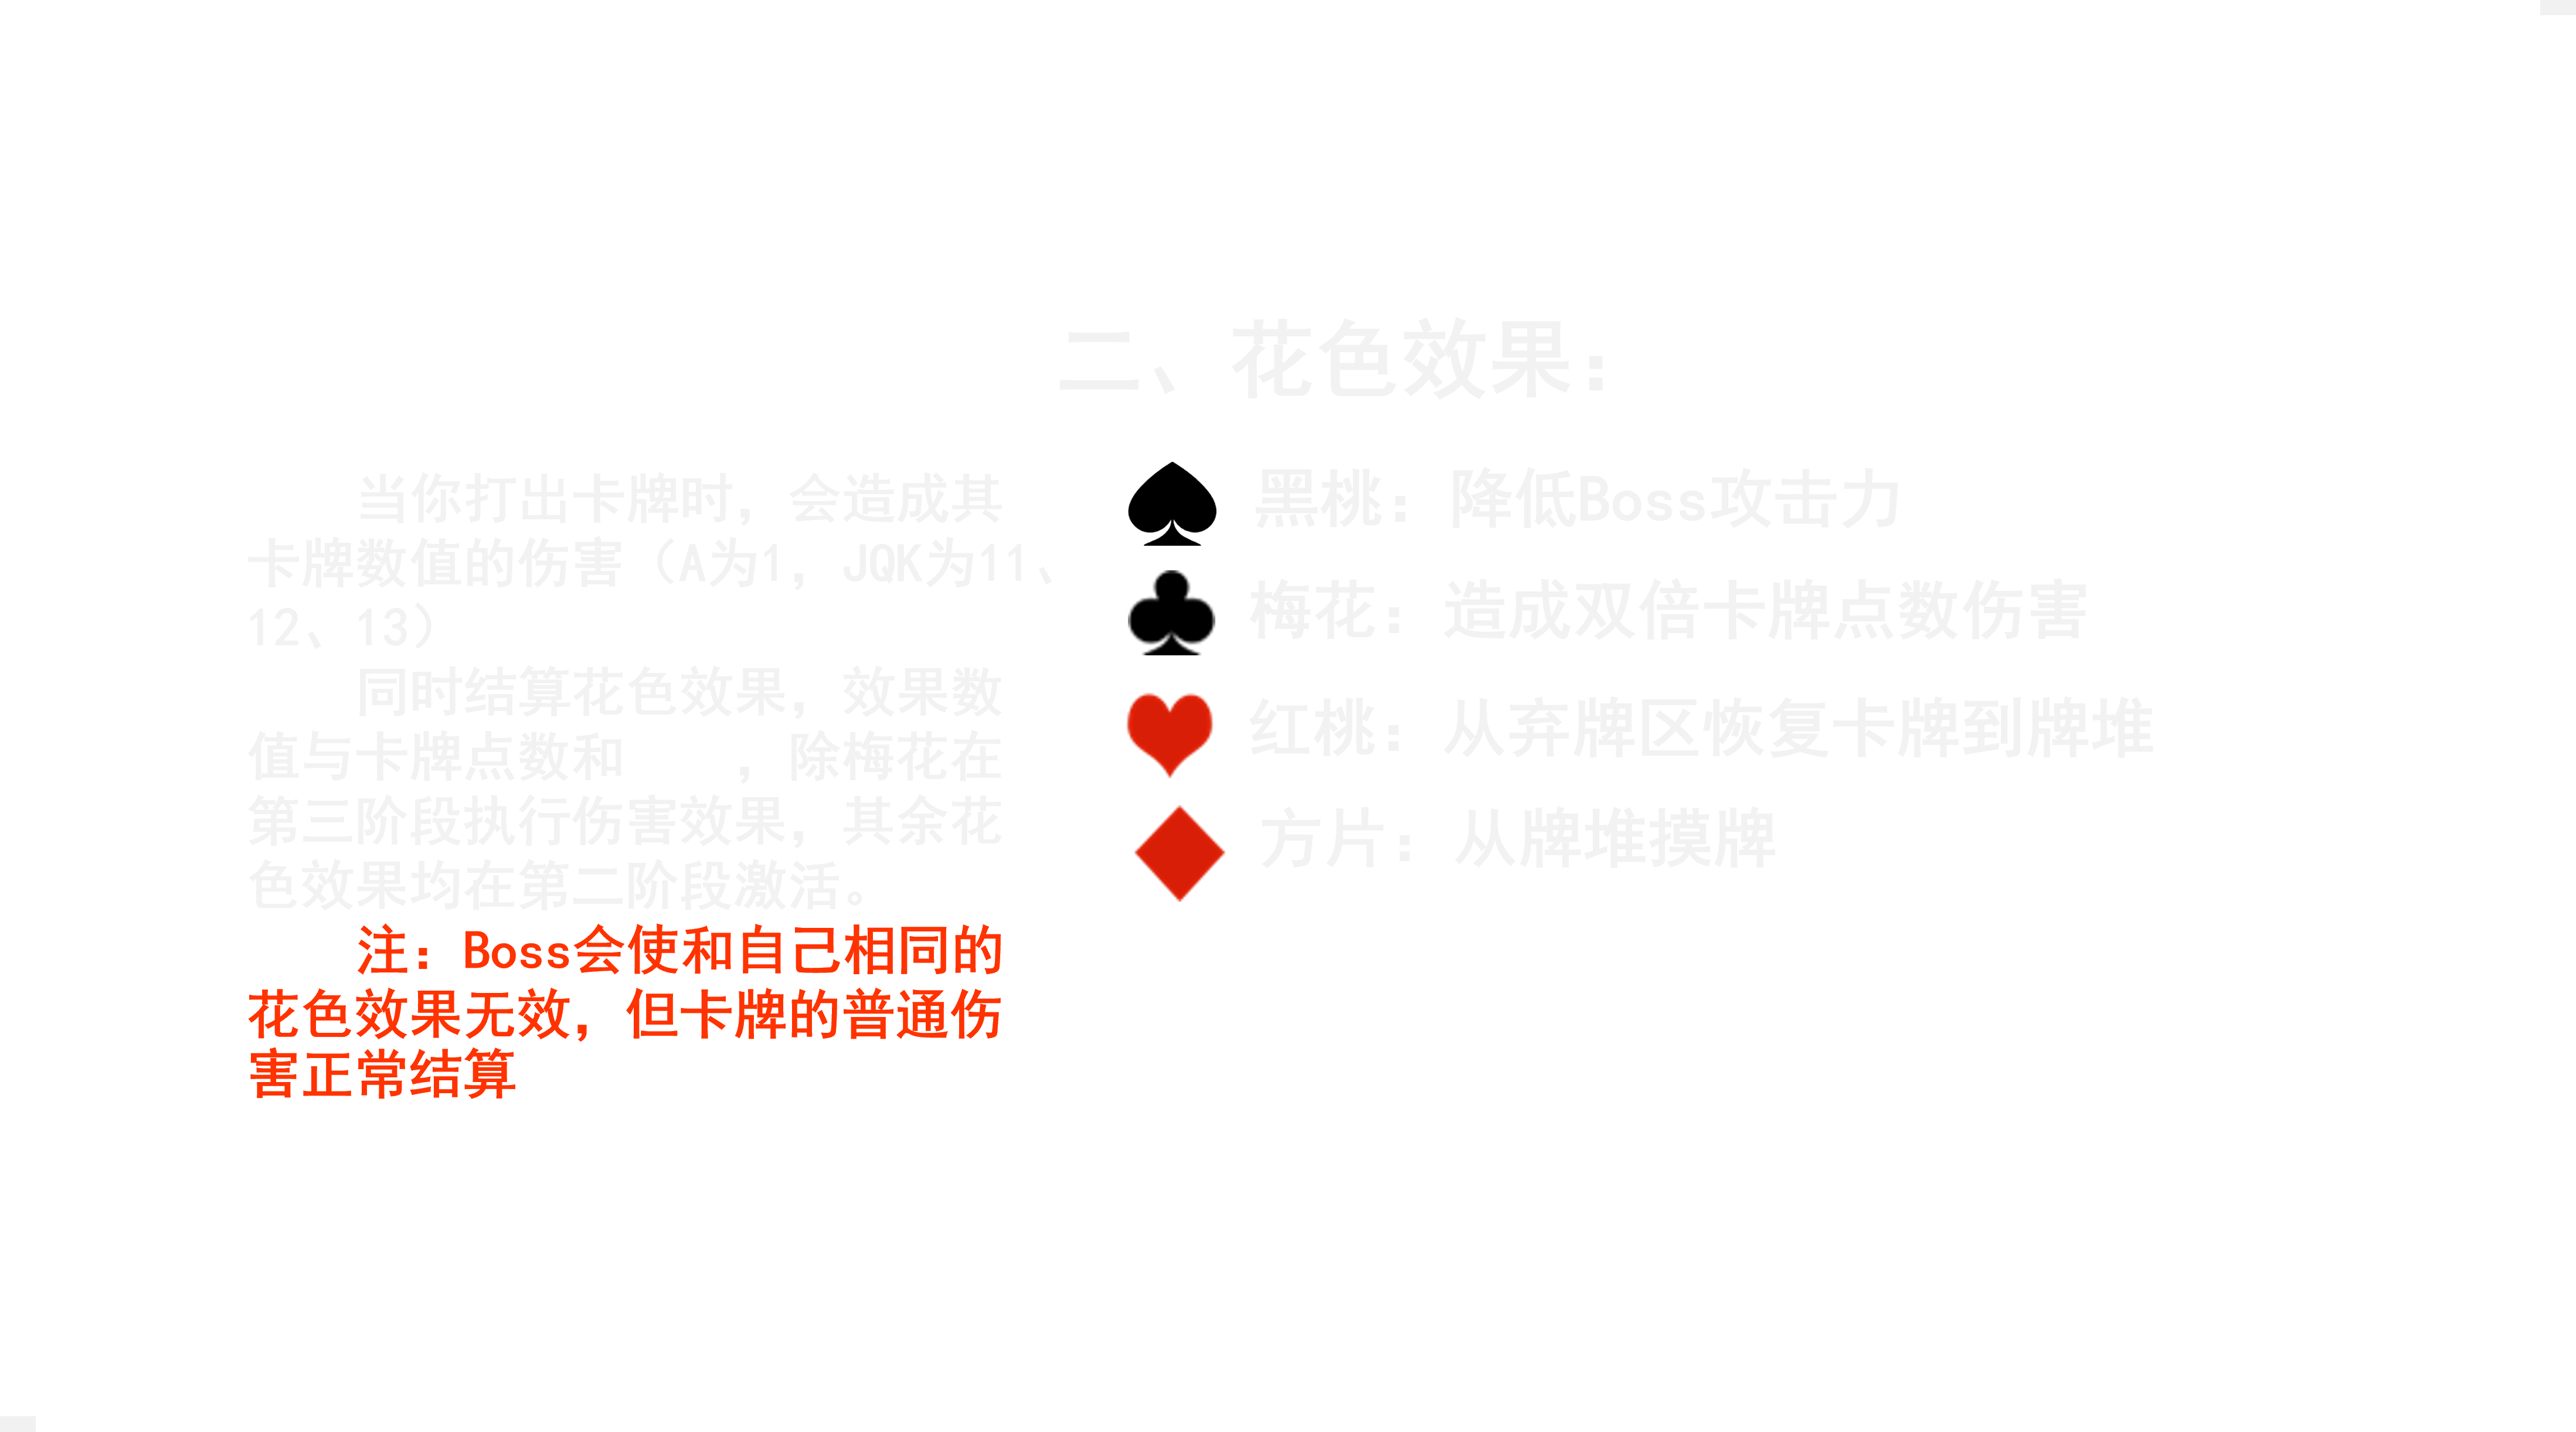 二、花色效果：
当你打出卡牌时，会造成其
卡牌数值的伤害（A为1，JQK为11、
12、13）
同时结算花色效果，效果数
值与卡牌点数和　　，除梅花在
第三阶段执行伤害效果，其余花
色效果均在第二阶段激活。
注：Boss会使和自己相同的
花色效果无效，但卡牌的普通伤
害正常结算
黑桃：降低Boss攻击力
梅花：造成双倍卡牌点数伤害
红桃：从弃牌区恢复卡牌到牌堆
方片：从牌堆摸牌